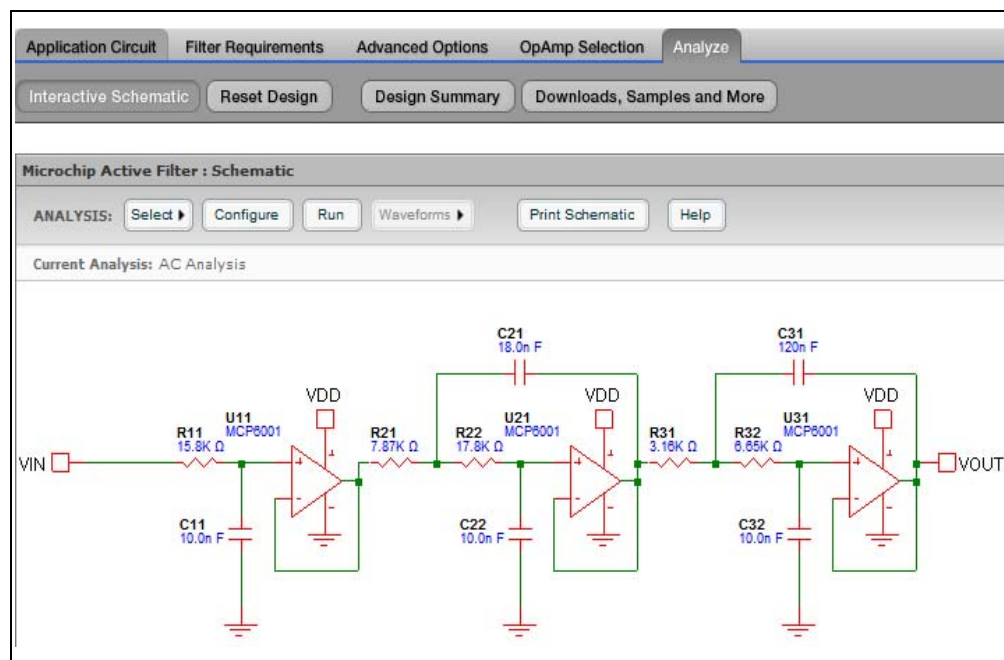 Application Circuit Filter Requirements Advanced Options OpAmp Selection Analyze
Interactive Schematic Reset Design Design Summary Downloads, Samples and More
Microchip Active Filter : Schematic
ANALYSIS: Select Configure Run Waveforms Print Schematic Help
Current Analysis: AC Analysis
C21
18.0n F
C31
120n F
VDD
VDD
VDD
U11
MCP6001
U21
MCP6001
U31
MCP6001
R11
15.8K Ω
R21
7.87K Ω
R22
17.8K Ω
R31
3.16K Ω
R32
6.65K Ω
VIN
VOUT
C11
10.0n F
C22
10.0n F
C32
10.0n F